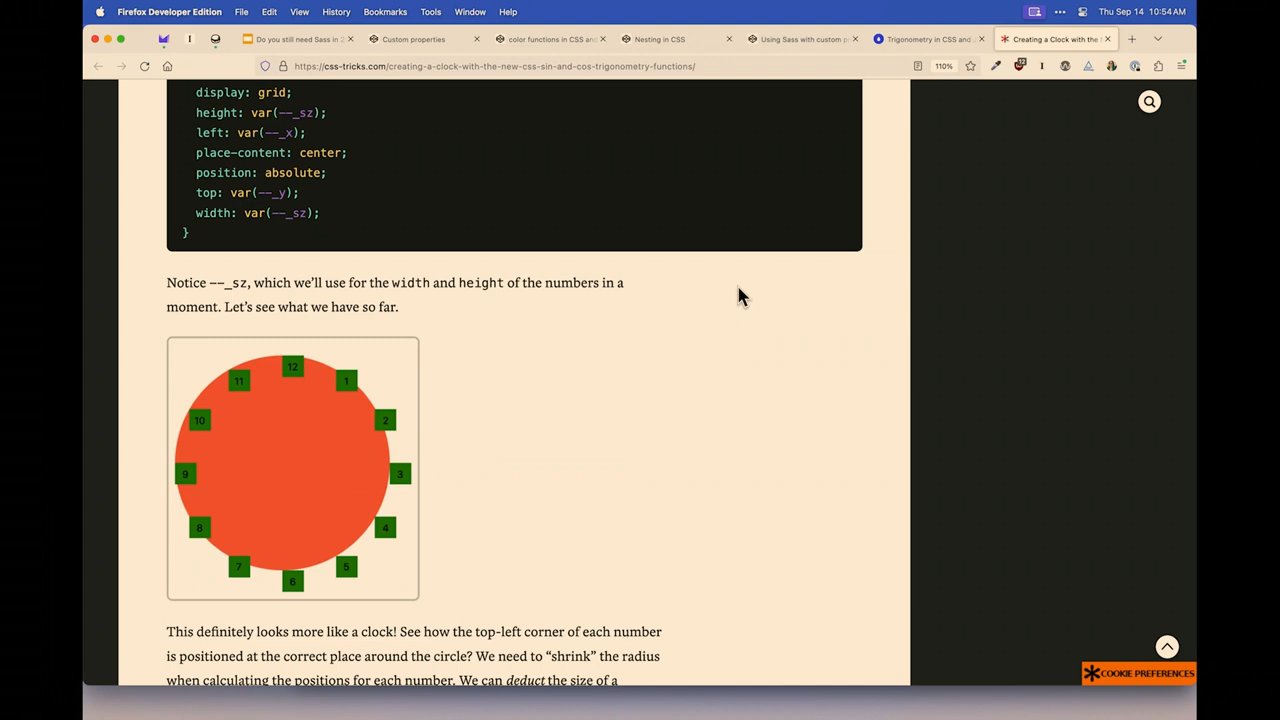 Firefox Developer Edition File Edit View History Bookmarks Tools Window Help Thu Sep 14 10:54 AM
Do you still need Sass in 2 Custom properties color functions in CSS and Nesting in CSS Using Sass with custom p Trigonometry in CSS and Creating a Clock with the
https://css-tricks.com/creating-a-clock-with-the-new-css-sin-and-cos-trigonometry-functions/ 110%
display: grid;
height: var(--_sz);
left: var(--_x);
place-content: center;
position: absolute;
top: var(--_y);
width: var(--_sz);
}
Notice --_sz, which we’ll use for the width and height of the numbers in a
moment. Let’s see what we have so far.
12
11 1
10 2
9 3
8 4
7 5
6
This definitely looks more like a clock! See how the top-left corner of each number
is positioned at the correct place around the circle? We need to “shrink” the radius
when calculating the positions for each number. We can deduct the size of a
COOKIE PREFERENCES